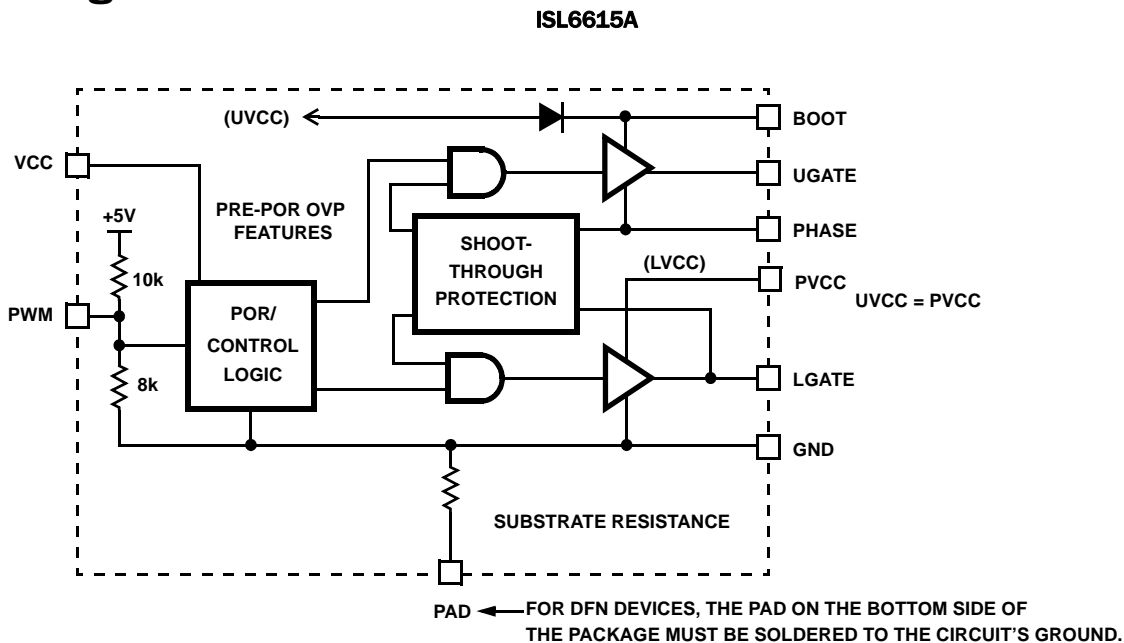 ISL6615A
(UVCC)
BOOT
VCC
UGATE
+5V
PRE-POR OVP
FEATURES
PHASE
SHOOT-
THROUGH
PROTECTION
(LVCC)
10k
PVCC
UVCC = PVCC
PWM
POR/
CONTROL
LOGIC
8k
LGATE
GND
SUBSTRATE RESISTANCE
PAD
FOR DFN DEVICES, THE PAD ON THE BOTTOM SIDE OF
THE PACKAGE MUST BE SOLDERED TO THE CIRCUIT'S GROUND.